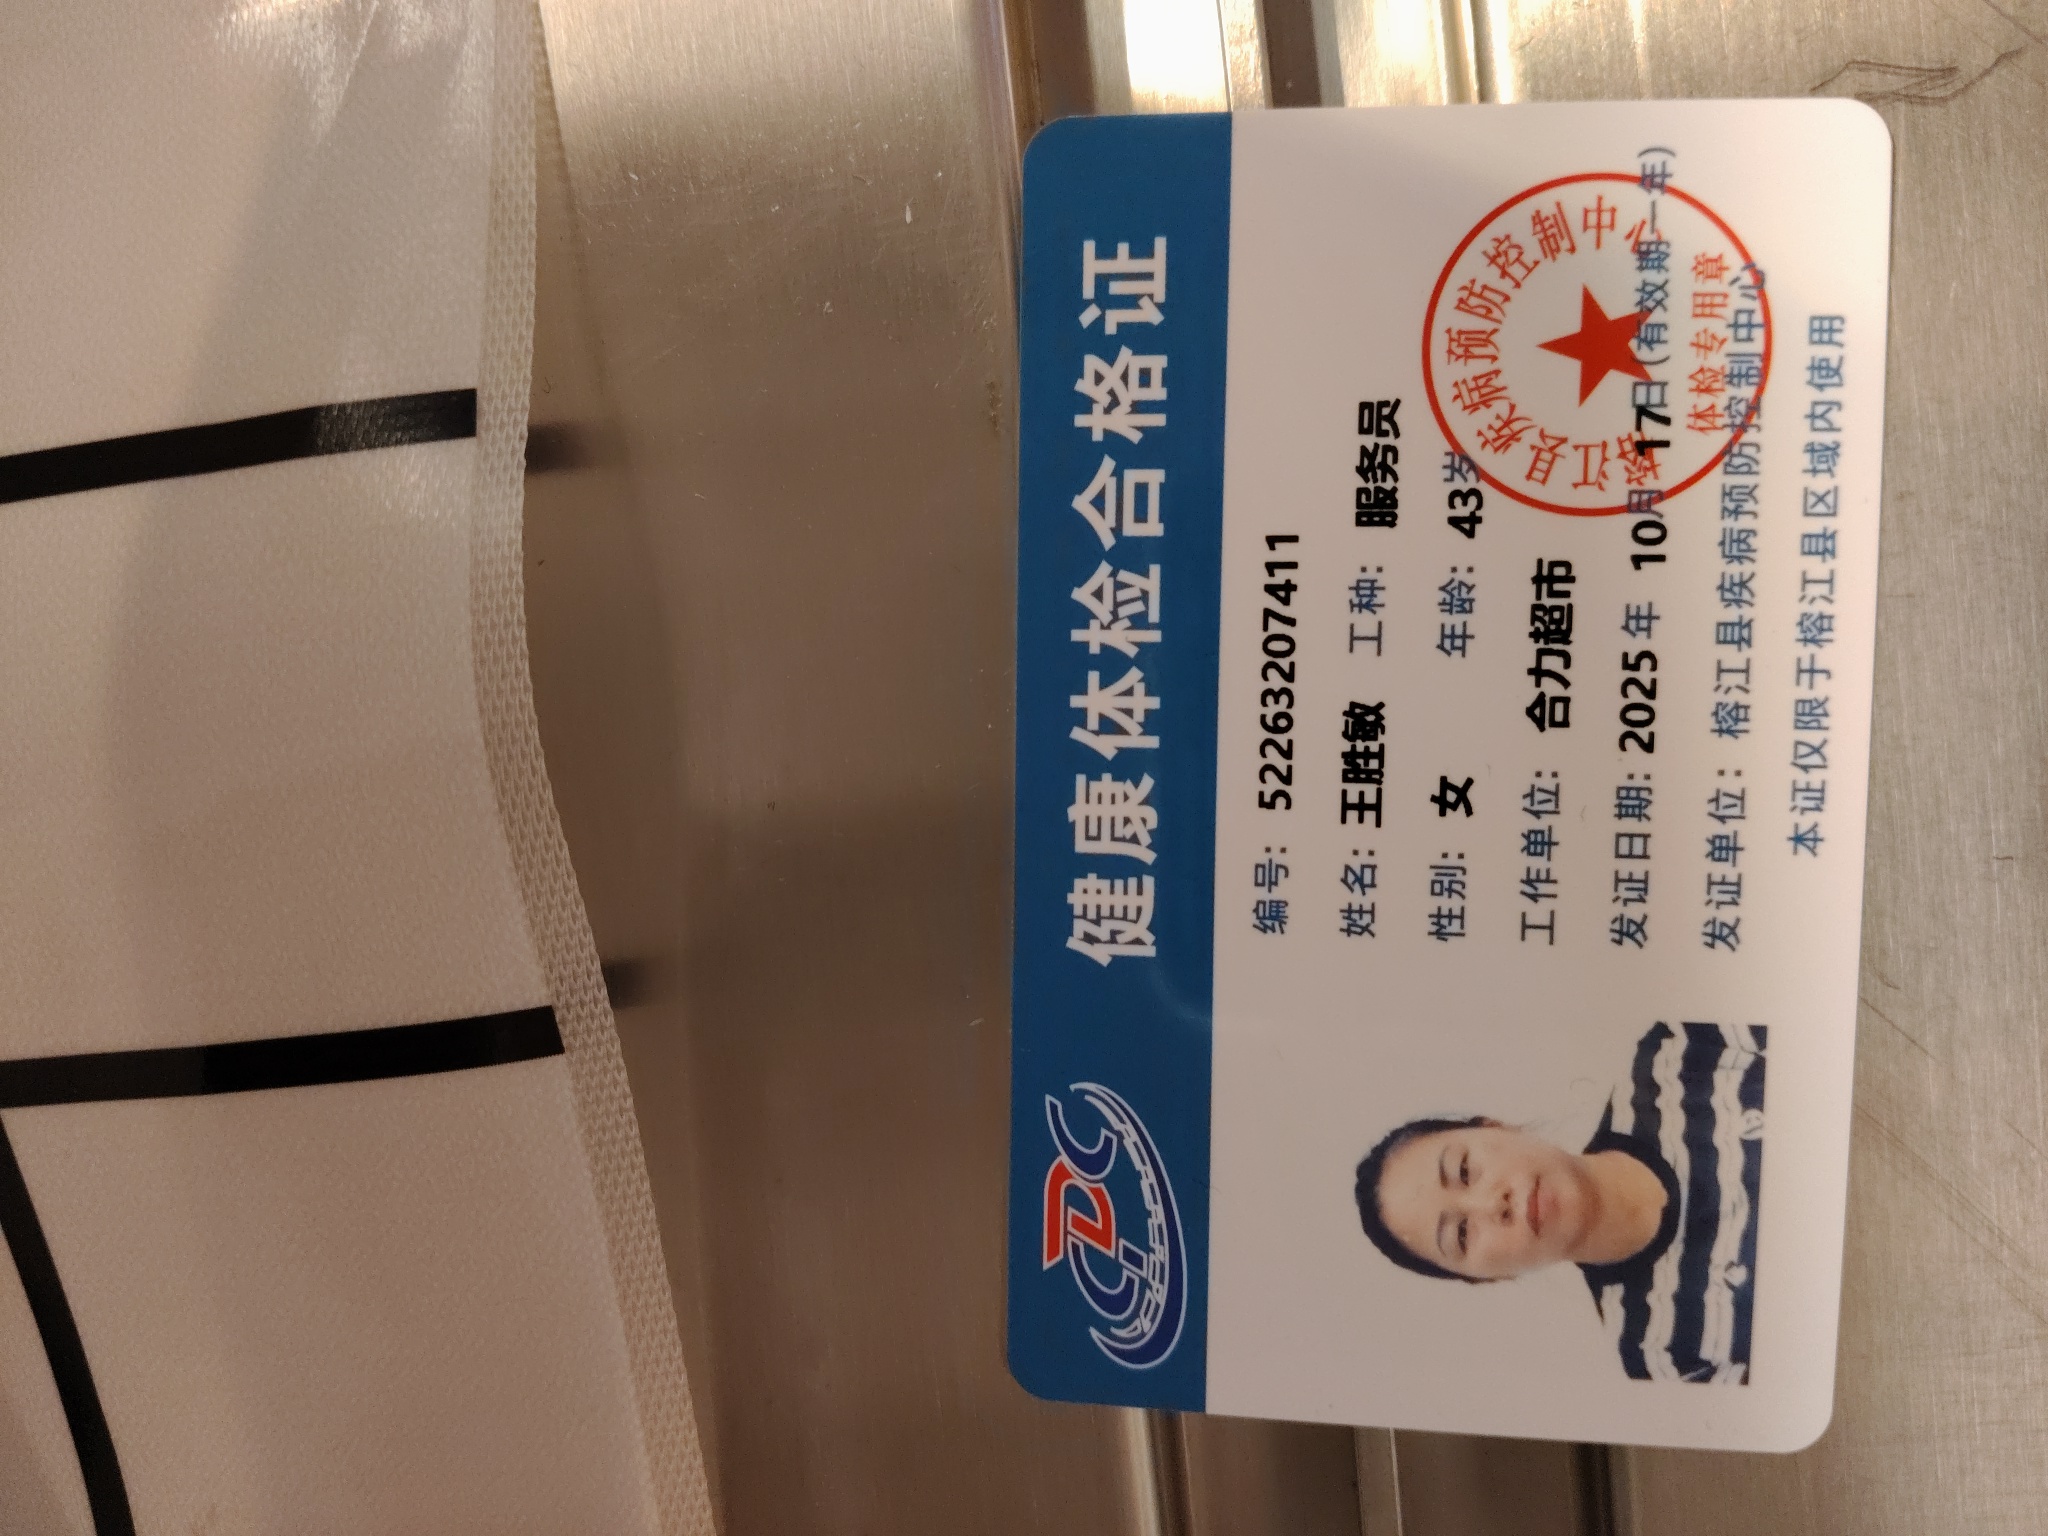 CDC
健康体检合格证
编号：522632207411
姓名：王胜敏 工种：服务员
性别：女 年龄：43岁
工作单位：合力超市
发证日期：2025年 10月 17日(有效期一年)
发证单位：榕江县疾病预防控制中心
本证仅限于榕江县区域内使用
榕江县疾病预防控制中心
体检专用章